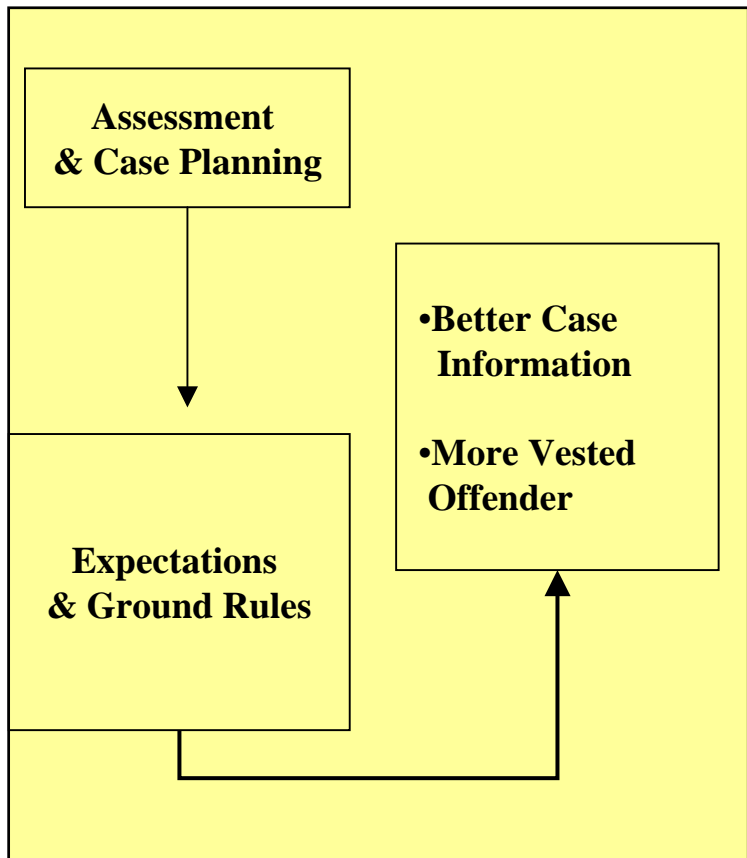 Assessment
& Case Planning
Expectations
& Ground Rules
•Better Case
Information
•More Vested
Offender